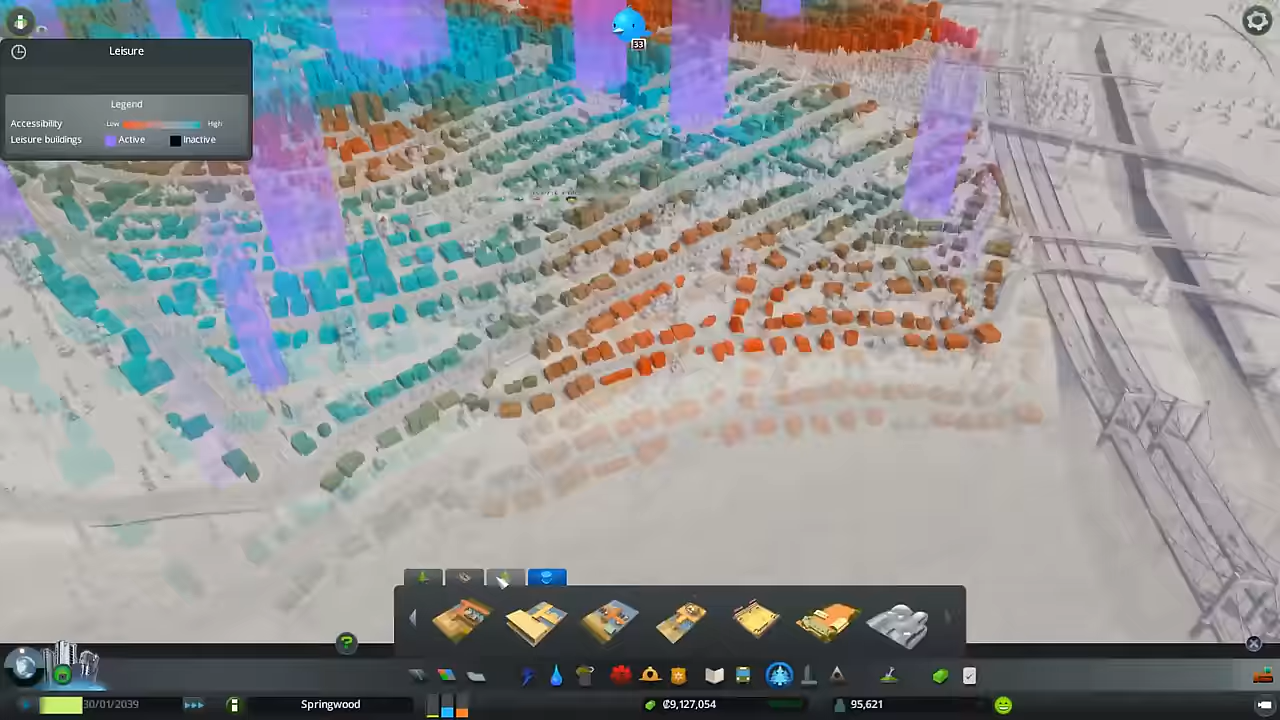 33
Leisure
Legend
Accessibility Low High
Leisure buildings Active Inactive
?
30/01/2039
Springwood
₡9,127,054
95,621